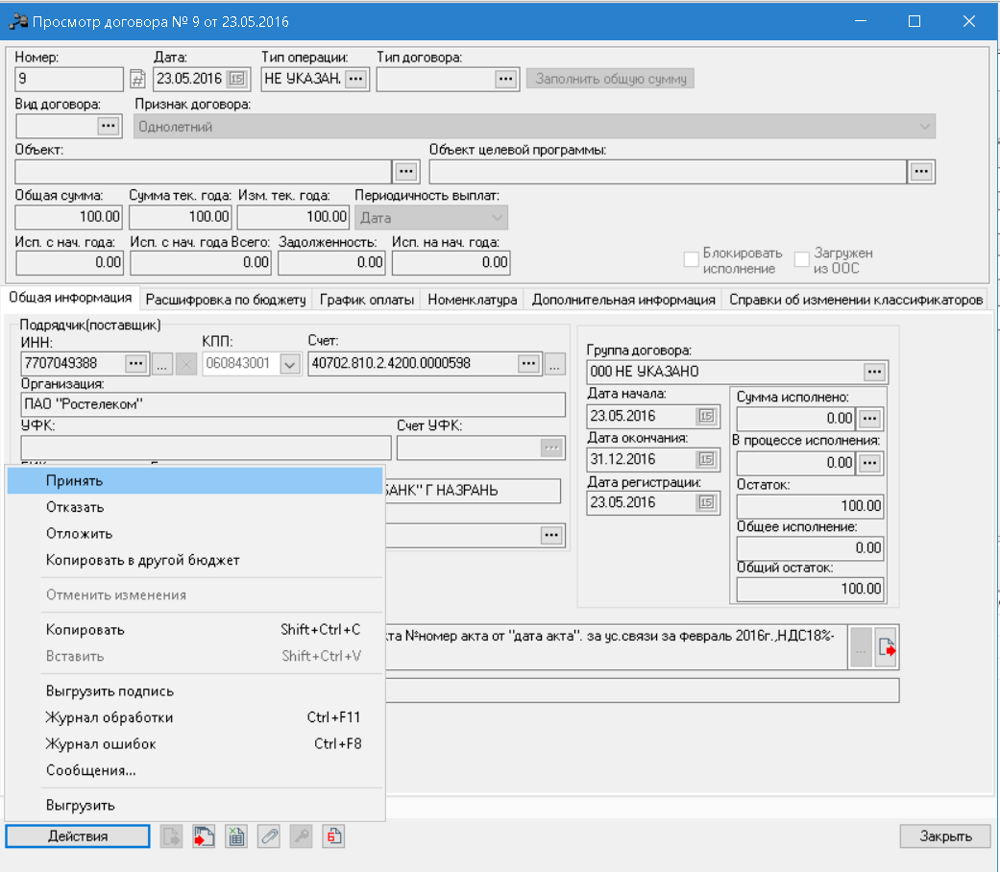 Просмотр договора № 9 от 23.05.2016
Номер: Дата: Тип операции: Тип договора:
9 23.05.2016 15 НЕ УКАЗАН. ... ... Заполнить общую сумму
Вид договора: Признак договора:
... Однолетний
Объект: Объект целевой программы:
... ...
Общая сумма: Сумма тек. года: Изм. тек. года: Периодичность выплат:
100.00 100.00 100.00 Дата
Исп. с нач. года: Исп. с нач. года Всего: Задолженность: Исп. на нач. года:
0.00 0.00 0.00 0.00
Блокировать исполнение
Загружен из ООС
Общая информация Расшифровка по бюджету График оплаты Номенклатура Дополнительная информация Справки об изменении классификаторов
Подрядчик(поставщик)
ИНН: КПП: Счет:
7707049388 ... ... 060843001 40702.810.2.4200.0000598 ... ...
Организация:
ПАО "Ростелеком"
УФК: Счет УФК:
...
БАНК" Г НАЗРАНЬ
...
Группа договора:
000 НЕ УКАЗАНО ...
Дата начала:
23.05.2016 15
Дата окончания:
31.12.2016 15
Дата регистрации:
23.05.2016 15
Сумма исполнено:
0.00 ...
В процессе исполнения:
0.00 ...
Остаток:
100.00
Общее исполнение:
0.00
Общий остаток:
100.00
№номер акта от "дата акта". за ус.связи за февраль 2016г.,НДС18%-
...
Принять
Отказать
Отложить
Копировать в другой бюджет
Отменить изменения
Копировать Shift+Ctrl+C
Вставить Shift+Ctrl+V
Выгрузить подпись
Журнал обработки Ctrl+F11
Журнал ошибок Ctrl+F8
Сообщения...
Выгрузить
Действия Закрыть